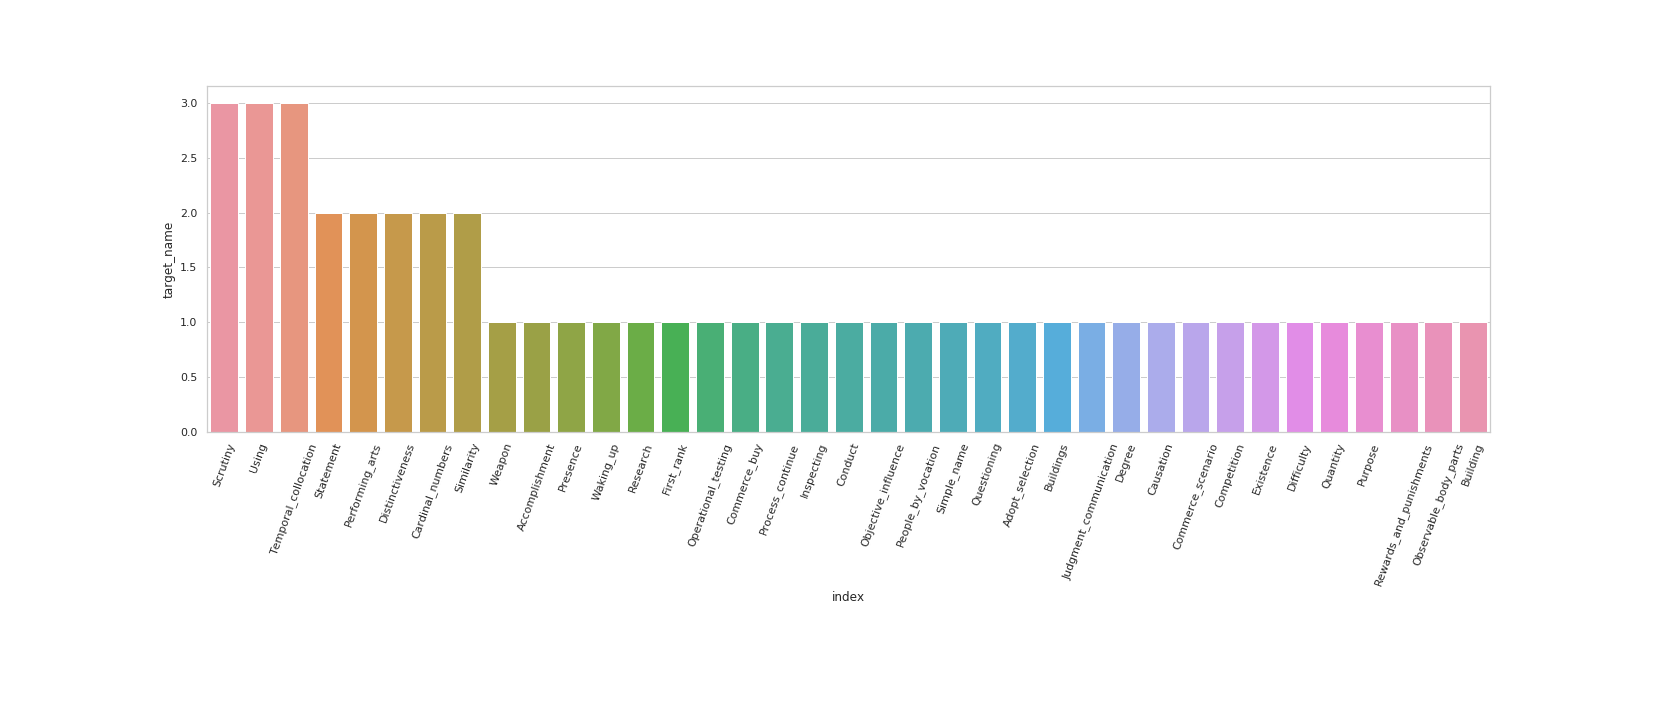 3.0
2.5
2.0
1.5
1.0
0.5
0.0
target_name
Scrutiny
Using
Temporal_collocation
Statement
Performing_arts
Distinctiveness
Cardinal_numbers
Similarity
Weapon
Accomplishment
Presence
Waking_up
Research
First_rank
Operational_testing
Commerce_buy
Process_continue
Inspecting
Conduct
Objective_influence
People_by_vocation
Simple_name
Questioning
Adopt_selection
Buildings
Judgment_communication
Degree
Causation
Commerce_scenario
Competition
Existence
Difficulty
Quantity
Purpose
Rewards_and_punishments
Observable_body_parts
Building
index